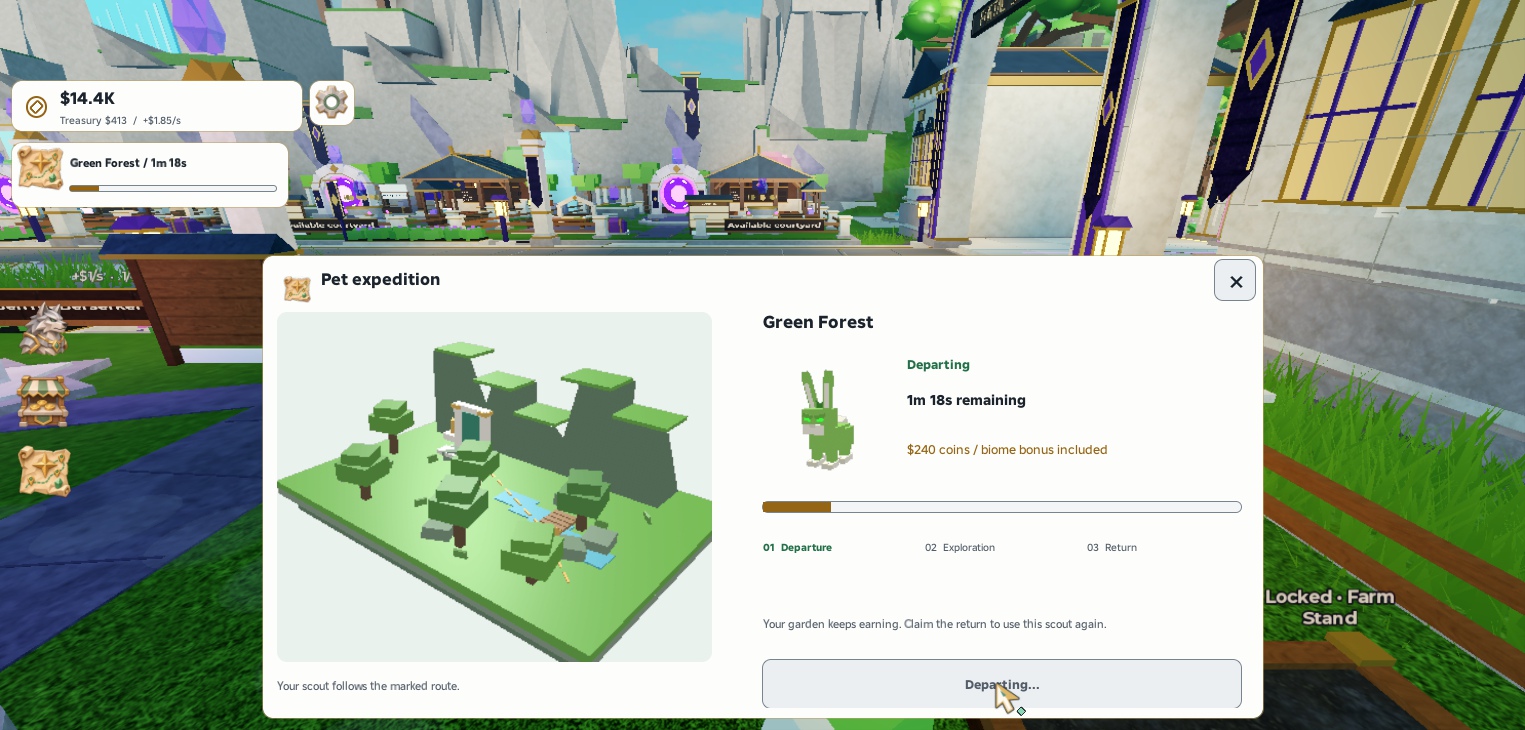 $14.4K
Treasury $413 / +$1.85/s
Green Forest / 1m 18s
Available courtyard
Available courtyard
+$1/s
Pet expedition
Green Forest
Departing
1m 18s remaining
$240 coins / biome bonus included
01 Departure
02 Exploration
03 Return
Your garden keeps earning. Claim the return to use this scout again.
Departing...
Your scout follows the marked route.
Locked · Farm
Stand